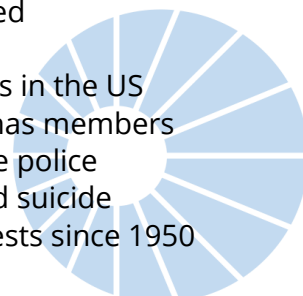 ed
s in the US
has members
e police
d suicide
ests since 1950